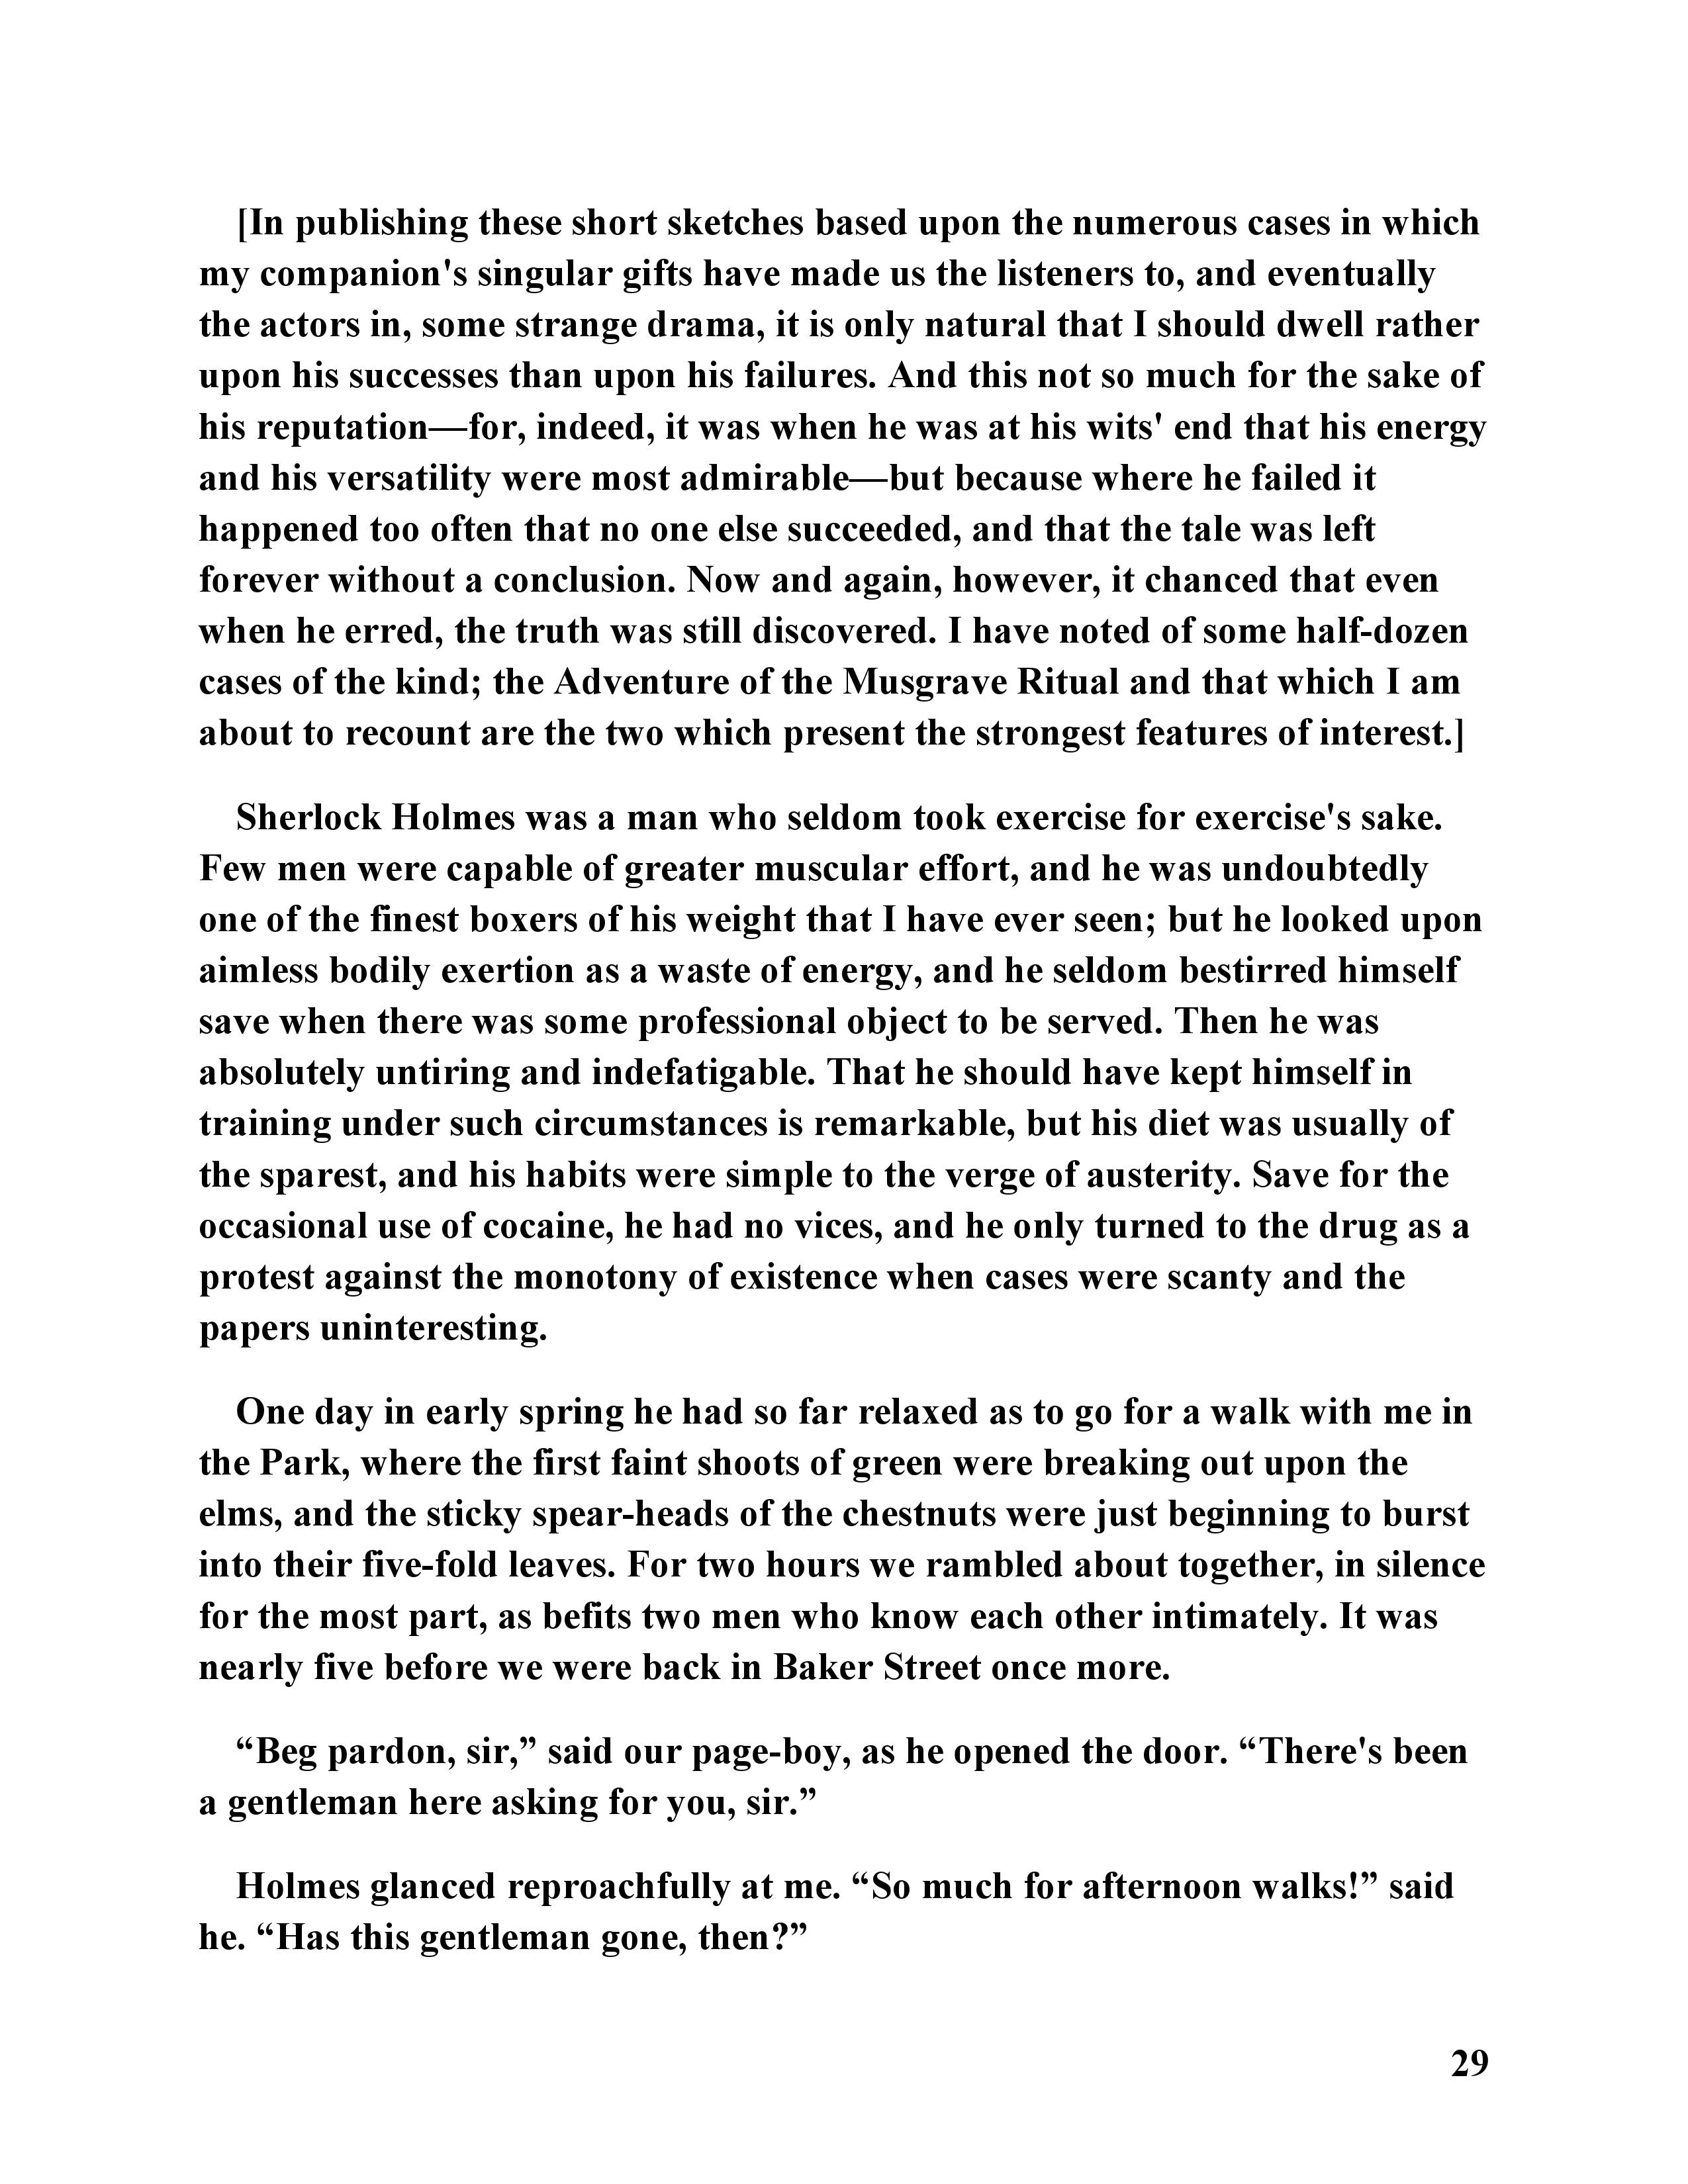 [In publishing these short sketches based upon the numerous cases in which
my companion's singular gifts have made us the listeners to, and eventually
the actors in, some strange drama, it is only natural that I should dwell rather
upon his successes than upon his failures. And this not so much for the sake of
his reputation—for, indeed, it was when he was at his wits' end that his energy
and his versatility were most admirable—but because where he failed it
happened too often that no one else succeeded, and that the tale was left
forever without a conclusion. Now and again, however, it chanced that even
when he erred, the truth was still discovered. I have noted of some half-dozen
cases of the kind; the Adventure of the Musgrave Ritual and that which I am
about to recount are the two which present the strongest features of interest.]
Sherlock Holmes was a man who seldom took exercise for exercise's sake.
Few men were capable of greater muscular effort, and he was undoubtedly
one of the finest boxers of his weight that I have ever seen; but he looked upon
aimless bodily exertion as a waste of energy, and he seldom bestirred himself
save when there was some professional object to be served. Then he was
absolutely untiring and indefatigable. That he should have kept himself in
training under such circumstances is remarkable, but his diet was usually of
the sparest, and his habits were simple to the verge of austerity. Save for the
occasional use of cocaine, he had no vices, and he only turned to the drug as a
protest against the monotony of existence when cases were scanty and the
papers uninteresting.
One day in early spring he had so far relaxed as to go for a walk with me in
the Park, where the first faint shoots of green were breaking out upon the
elms, and the sticky spear-heads of the chestnuts were just beginning to burst
into their five-fold leaves. For two hours we rambled about together, in silence
for the most part, as befits two men who know each other intimately. It was
nearly five before we were back in Baker Street once more.
“Beg pardon, sir,” said our page-boy, as he opened the door. “There's been
a gentleman here asking for you, sir.”
Holmes glanced reproachfully at me. “So much for afternoon walks!” said
he. “Has this gentleman gone, then?”
29